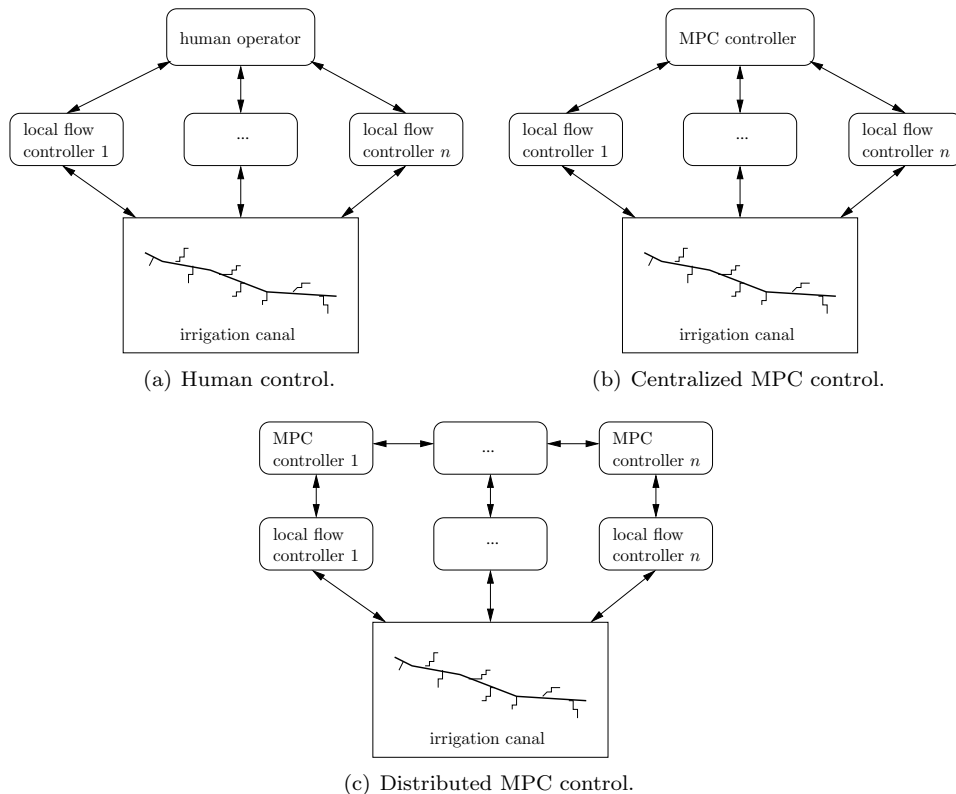 human operator
local flow
controller 1
...
local flow
controller n
irrigation canal
(a) Human control.
MPC controller
local flow
controller 1
...
local flow
controller n
irrigation canal
(b) Centralized MPC control.
MPC
controller 1
...
MPC
controller n
local flow
controller 1
...
local flow
controller n
irrigation canal
(c) Distributed MPC control.